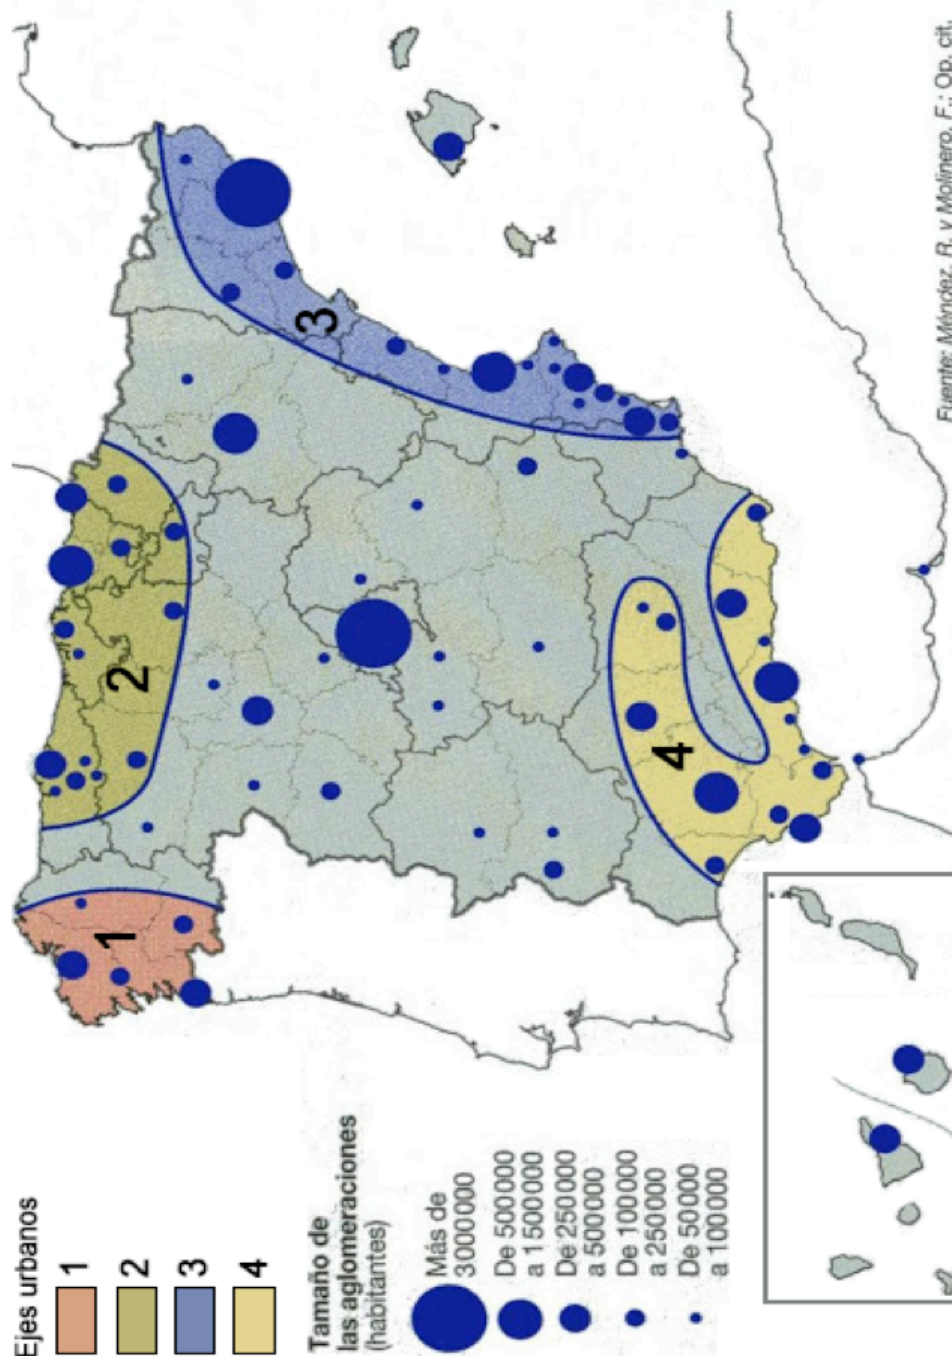 Ejes urbanos
1
2
3
4
Tamaño de
las aglomeraciones
(habitantes)
Más de
3000000
De 500000
a 1500000
De 250000
a 500000
De 100000
a 250000
De 50000
a 100000
1
2
3
4
Fuente: Méndez, R. y Molinero, F.: Op. cit.